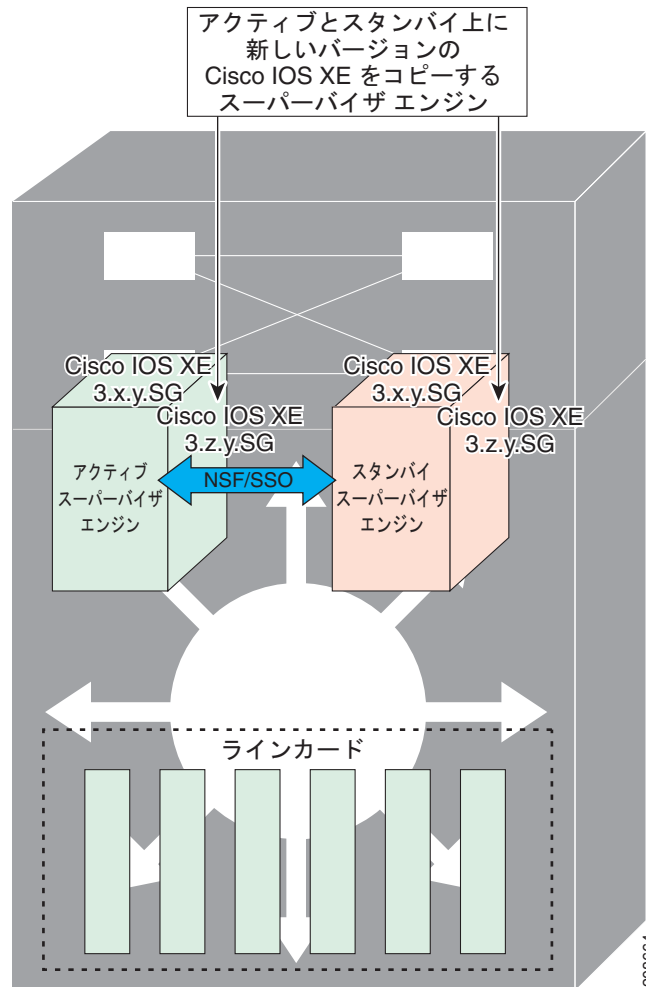 アクティブとスタンバイ上に
新しいバージョンの
Cisco IOS XE をコピーする
スーパーバイザ エンジン
Cisco IOS XE
3.x.y.SG
Cisco IOS XE
3.z.y.SG
Cisco IOS XE
3.x.y.SG
Cisco IOS XE
3.z.y.SG
アクティブ
スーパーバイザ
エンジン
NSF/SSO
スタンバイ
スーパーバイザ
エンジン
ラインカード